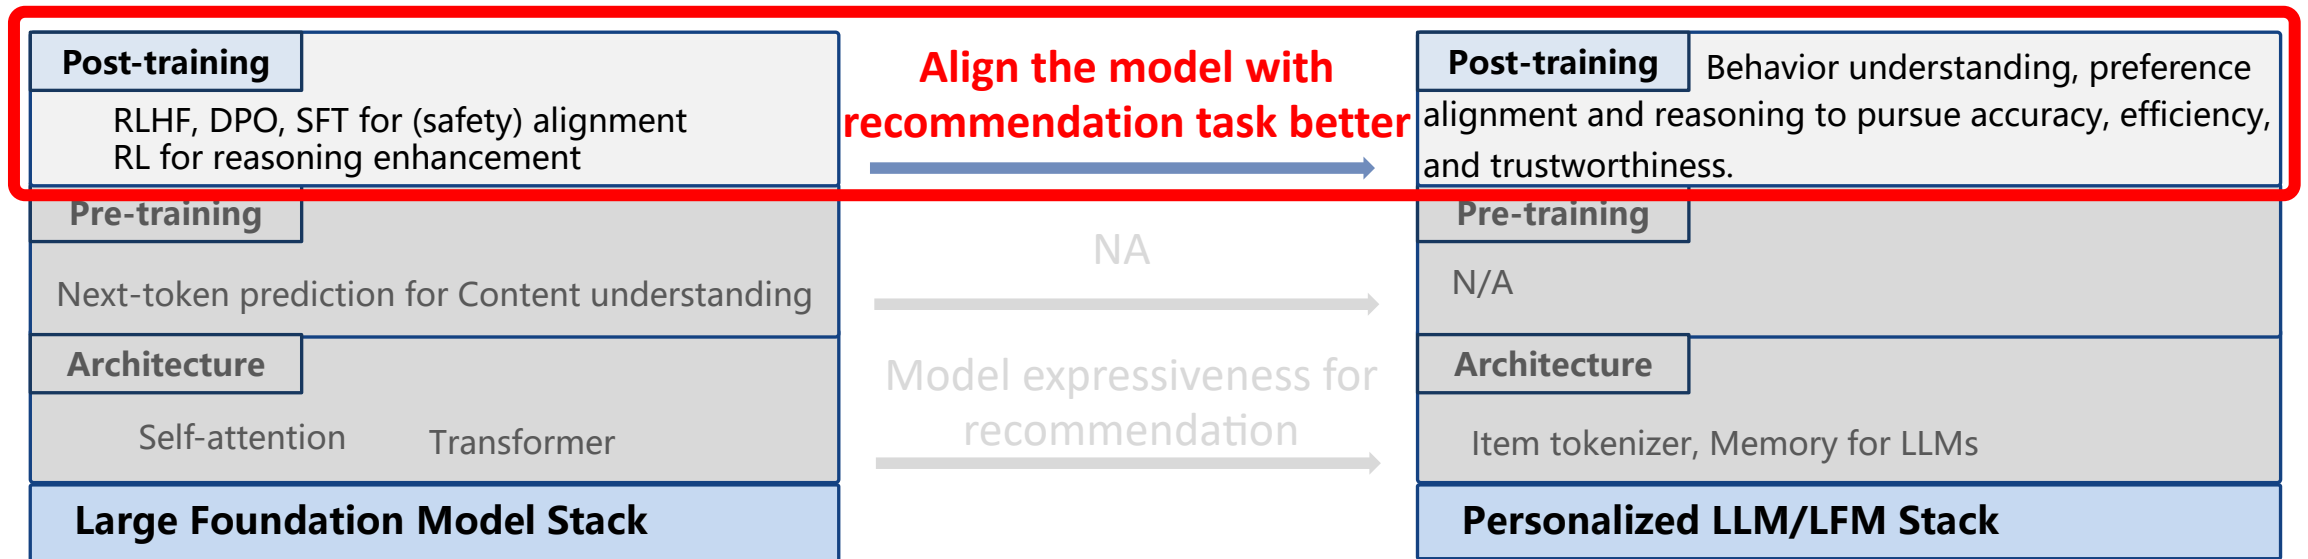 Post-training
RLHF, DPO, SFT for (safety) alignment
RL for reasoning enhancement
Align the model with
recommendation task better
Post-training
Behavior understanding, preference
alignment and reasoning to pursue accuracy, efficiency,
and trustworthiness.
Pre-training
Next-token prediction for Content understanding
NA
Pre-training
N/A
Architecture
Self-attention
Transformer
Model expressiveness for
recommendation
Architecture
Item tokenizer, Memory for LLMs
Large Foundation Model Stack
Personalized LLM/LFM Stack